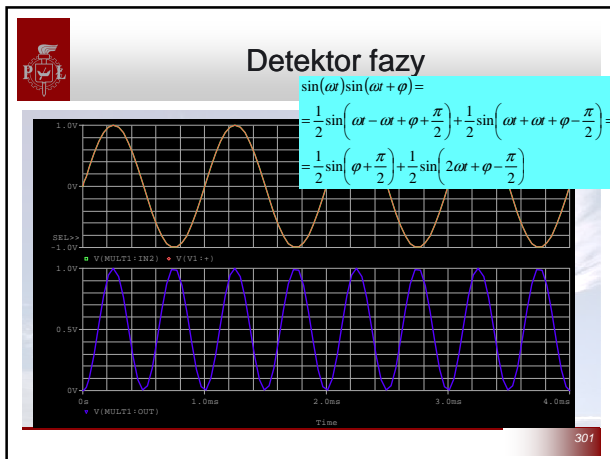 P Ł
Detektor fazy
sin(ωt)sin(ωt + φ) =
= 1/2 sin(ωt − ωt + φ + π/2) + 1/2 sin(ωt + ωt + φ − π/2) =
= 1/2 sin(φ + π/2) + 1/2 sin(2ωt + φ − π/2)
1.0V
0V
SEL>>
-1.0V
V(MULT1:IN2) V(V1:+)
1.0V
0.5V
0V
0s 1.0ms 2.0ms 3.0ms 4.0ms
V(MULT1:OUT)
Time
301